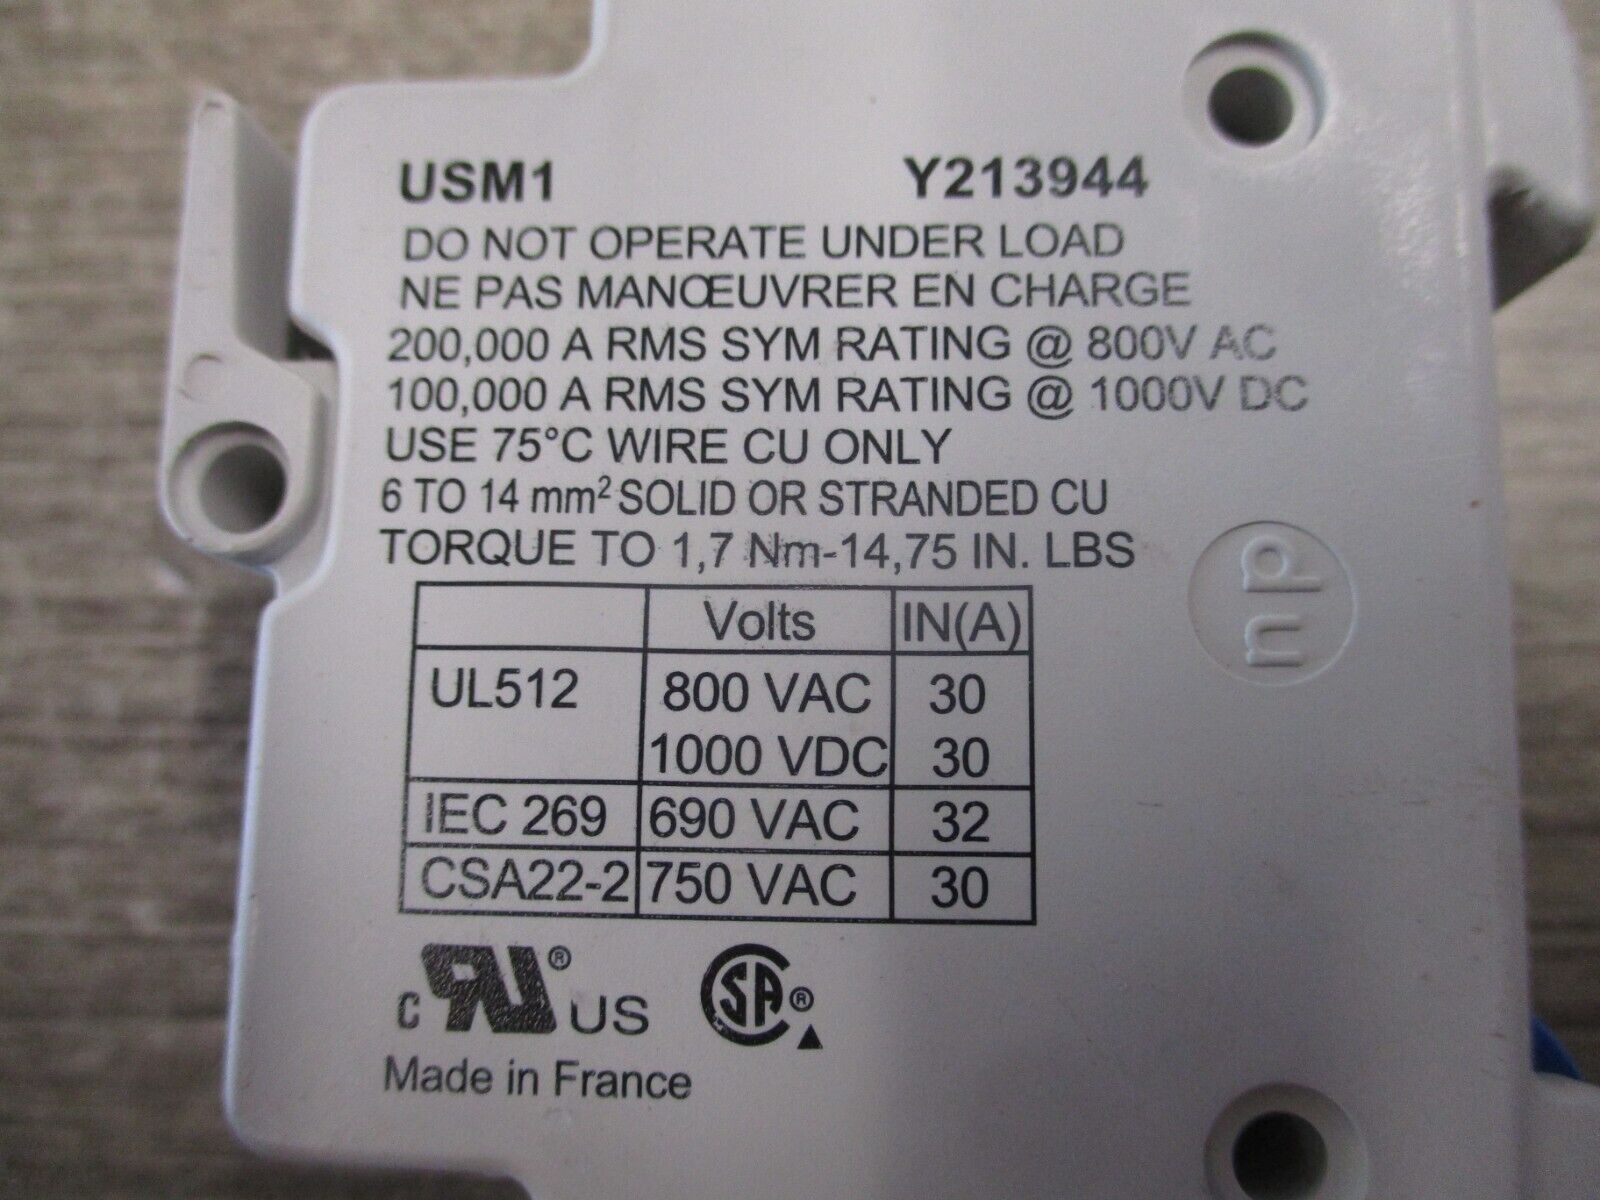 USM1 Y213944
DO NOT OPERATE UNDER LOAD
NE PAS MANŒUVRER EN CHARGE
200,000 A RMS SYM RATING @ 800V AC
100,000 A RMS SYM RATING @ 1000V DC
USE 75°C WIRE CU ONLY
6 TO 14 mm² SOLID OR STRANDED CU
TORQUE TO 1,7 Nm-14,75 IN. LBS
Volts IN(A)
UL512 800 VAC 30
1000 VDC 30
IEC 269 690 VAC 32
CSA22-2 750 VAC 30
c RU ® US SA ®
Made in France
np